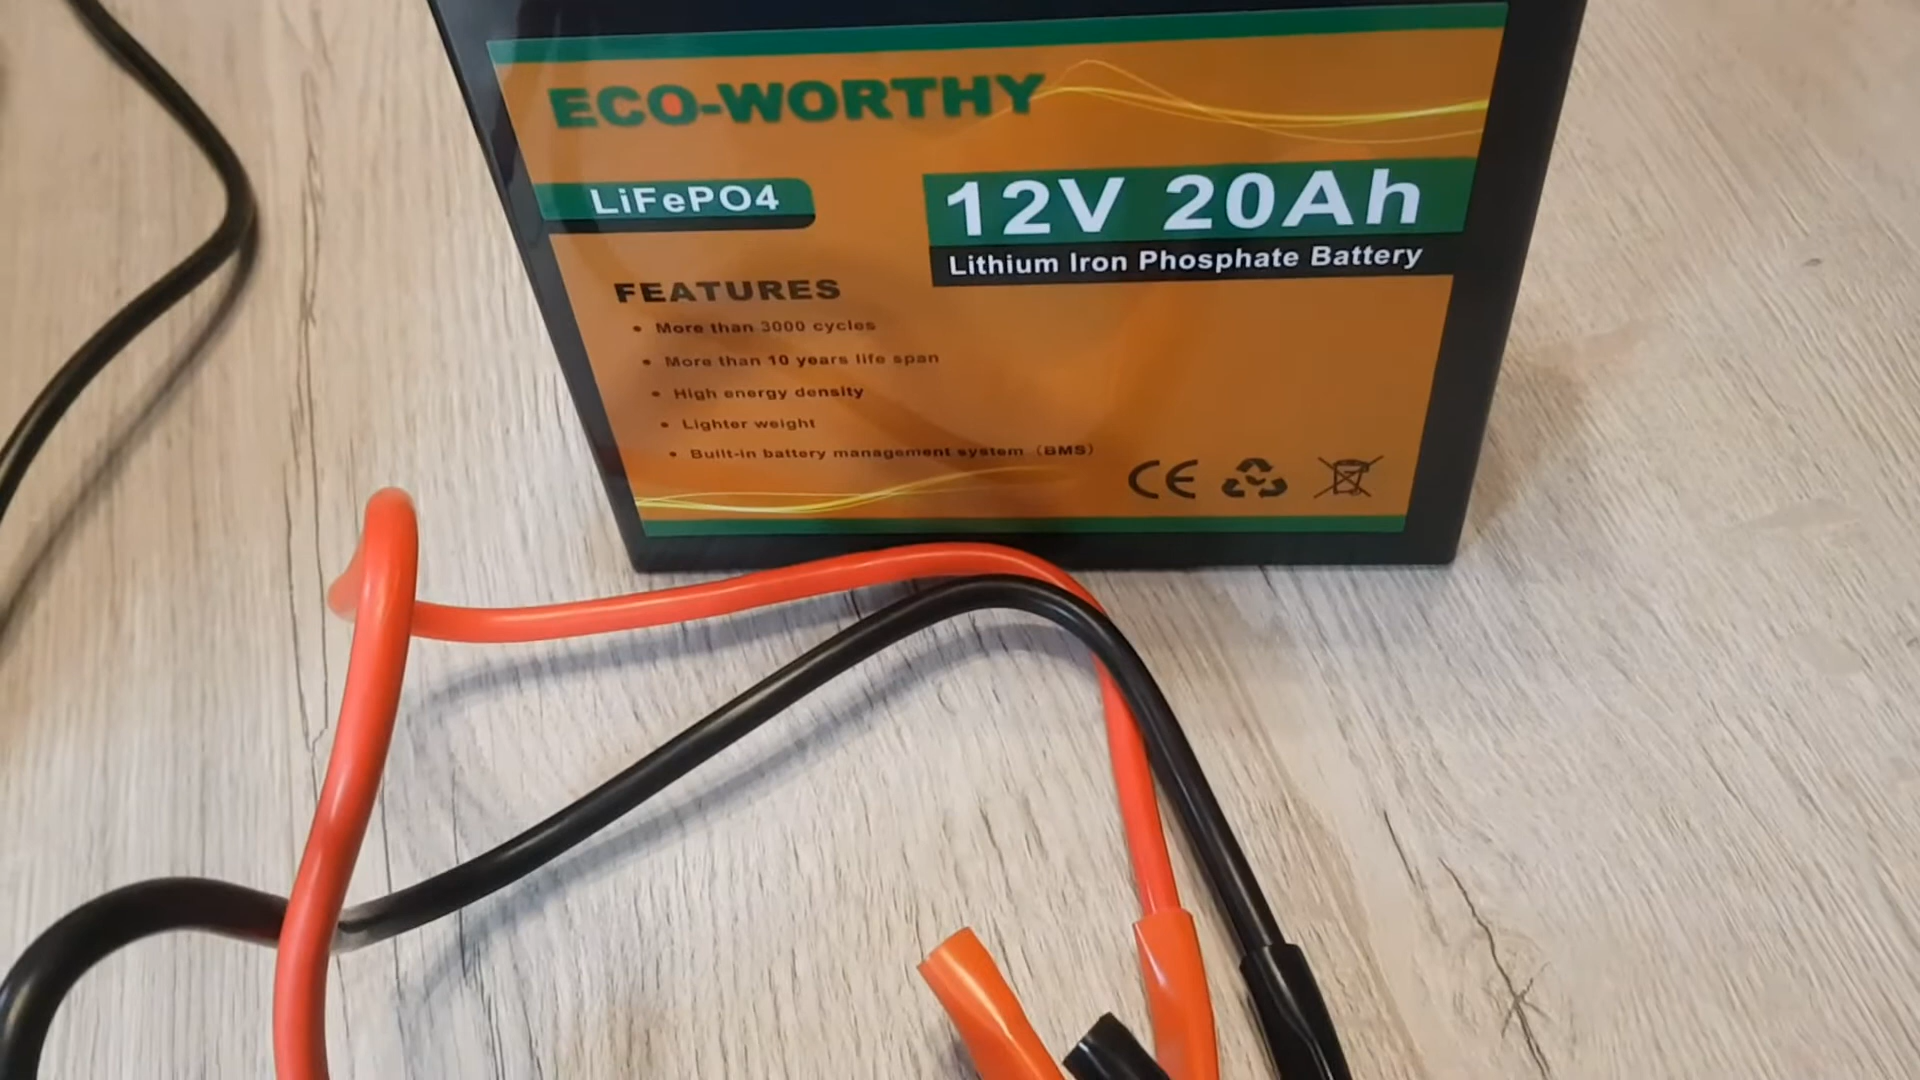 ECO-WORTHY
LiFePO4
12V 20Ah
Lithium Iron Phosphate Battery
FEATURES
• More than 3000 cycles
• More than 10 years life span
• High energy density
• Lighter weight
• Built-in battery management system（BMS）
CE